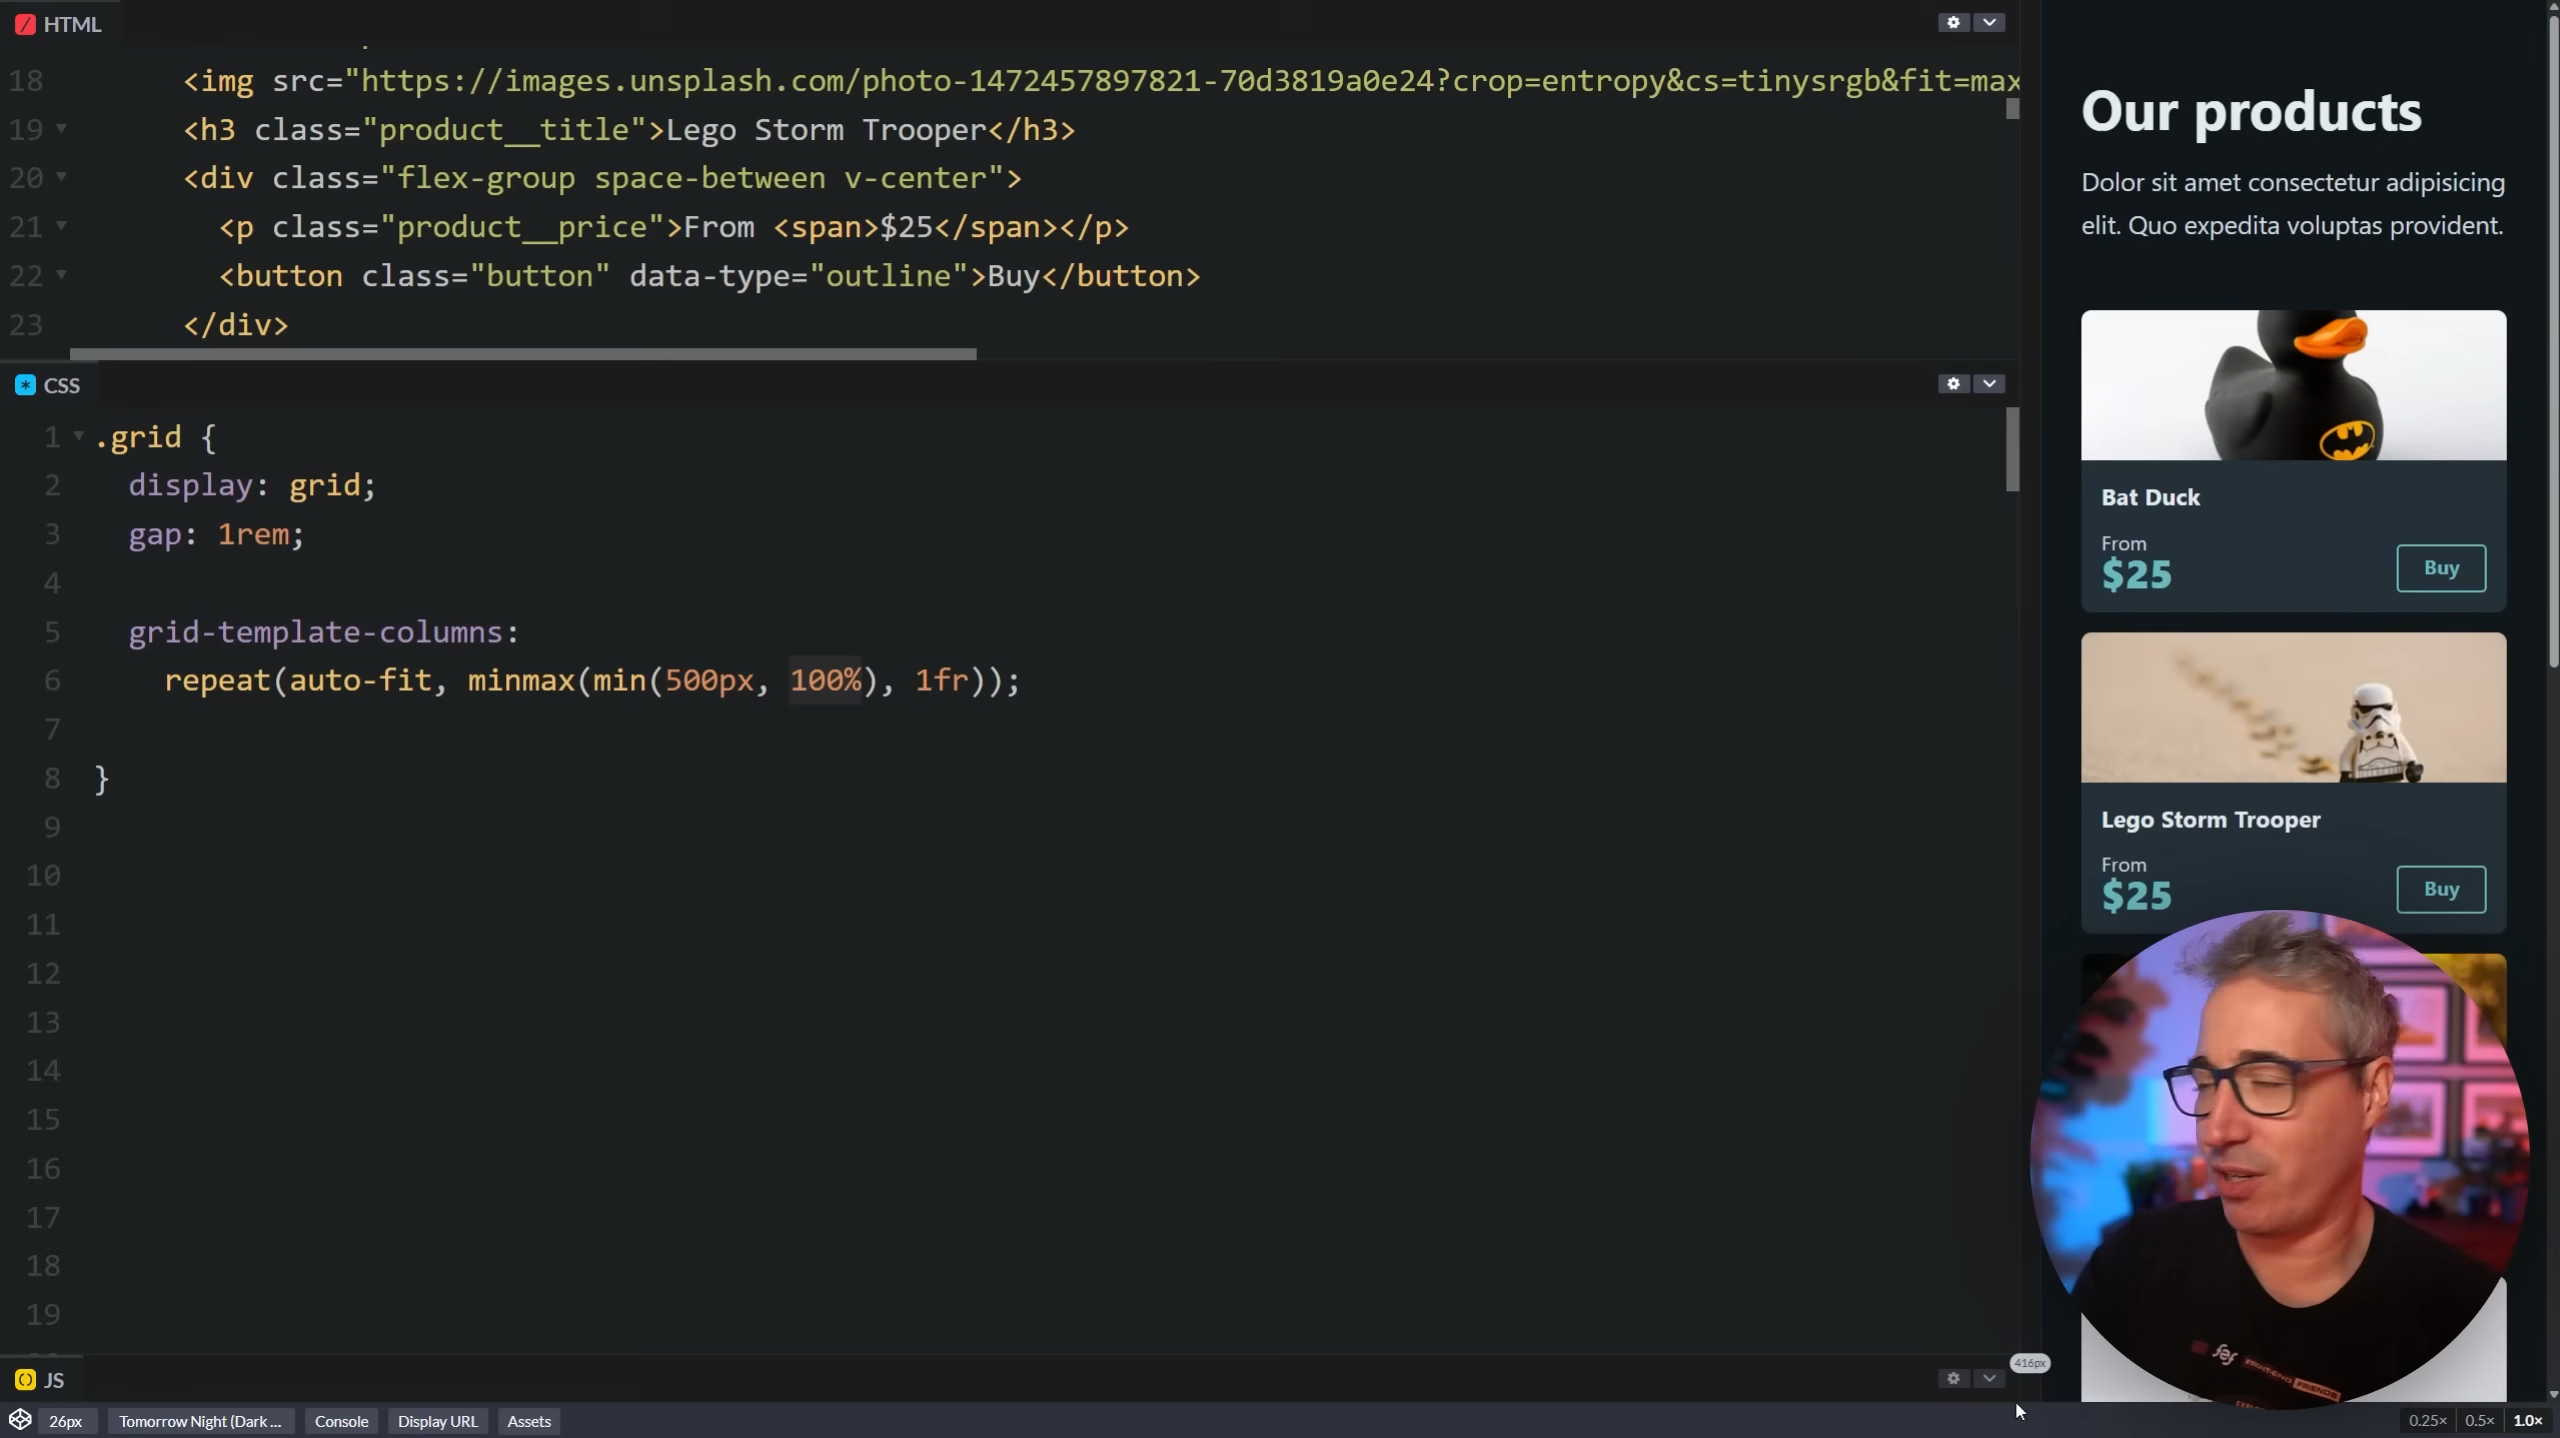 HTML
18 <img src="https://images.unsplash.com/photo-1472457897821-70d3819a0e24?crop=entropy&cs=tinysrgb&fit=max
19 <h3 class="product__title">Lego Storm Trooper</h3>
20 <div class="flex-group space-between v-center">
21 <p class="product__price">From <span>$25</span></p>
22 <button class="button" data-type="outline">Buy</button>
23 </div>
CSS
1 .grid {
2 display: grid;
3 gap: 1rem;
4
5 grid-template-columns:
6 repeat(auto-fit, minmax(min(500px, 100%), 1fr));
7
8 }
9
10
11
12
13
14
15
16
17
18
19
JS
416px
26px Tomorrow Night (Dark ... Console Display URL Assets
0.25× 0.5× 1.0×
Our products
Dolor sit amet consectetur adipisicing
elit. Quo expedita voluptas provident.
Bat Duck
From
$25
Buy
Lego Storm Trooper
From
$25
Buy